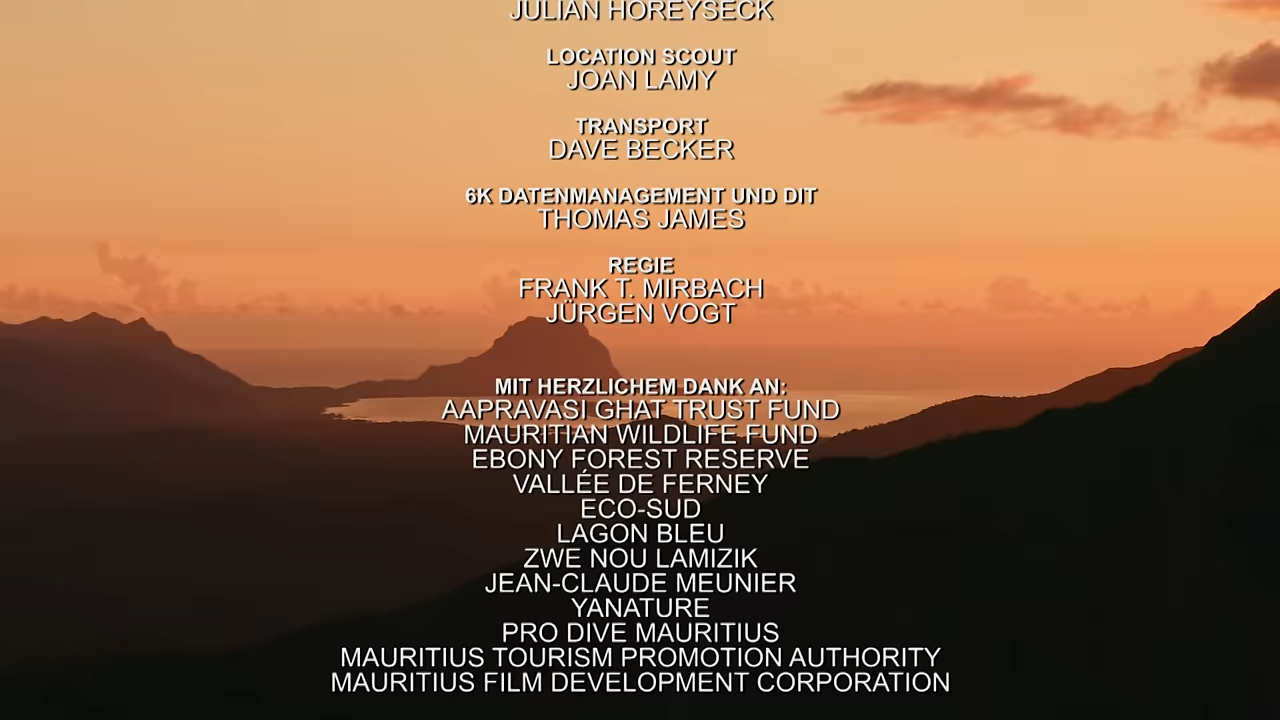 JULIAN HOREYSECK
LOCATION SCOUT
JOAN LAMY
TRANSPORT
DAVE BECKER
6K DATENMANAGEMENT UND DIT
THOMAS JAMES
REGIE
FRANK T. MIRBACH
JÜRGEN VOGT
MIT HERZLICHEM DANK AN:
AAPRAVASI GHAT TRUST FUND
MAURITIAN WILDLIFE FUND
EBONY FOREST RESERVE
VALLÉE DE FERNEY
ECO-SUD
LAGON BLEU
ZWE NOU LAMIZIK
JEAN-CLAUDE MEUNIER
YANATURE
PRO DIVE MAURITIUS
MAURITIUS TOURISM PROMOTION AUTHORITY
MAURITIUS FILM DEVELOPMENT CORPORATION